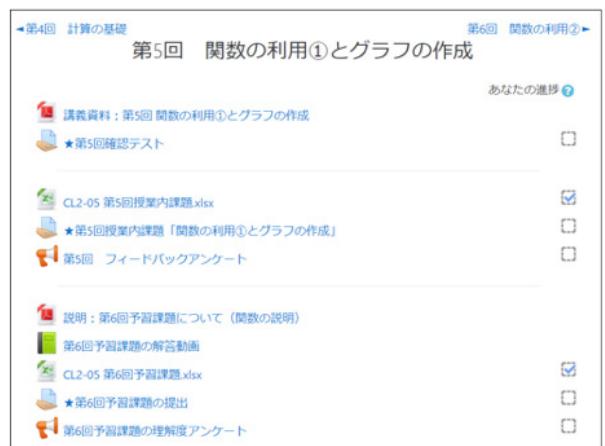 ◄第4回 計算の基礎
第6回 関数の利用②►
第5回 関数の利用①とグラフの作成
あなたの進捗
講義資料：第5回 関数の利用①とグラフの作成
★第5回確認テスト
CL2-05 第5回授業内課題.xlsx
★第5回授業内課題「関数の利用①とグラフの作成」
第5回 フィードバックアンケート
説明：第6回予習課題について（関数の説明）
第6回予習課題の解答動画
CL2-05 第6回予習課題.xlsx
★第6回予習課題の提出
第6回予習課題の理解度アンケート